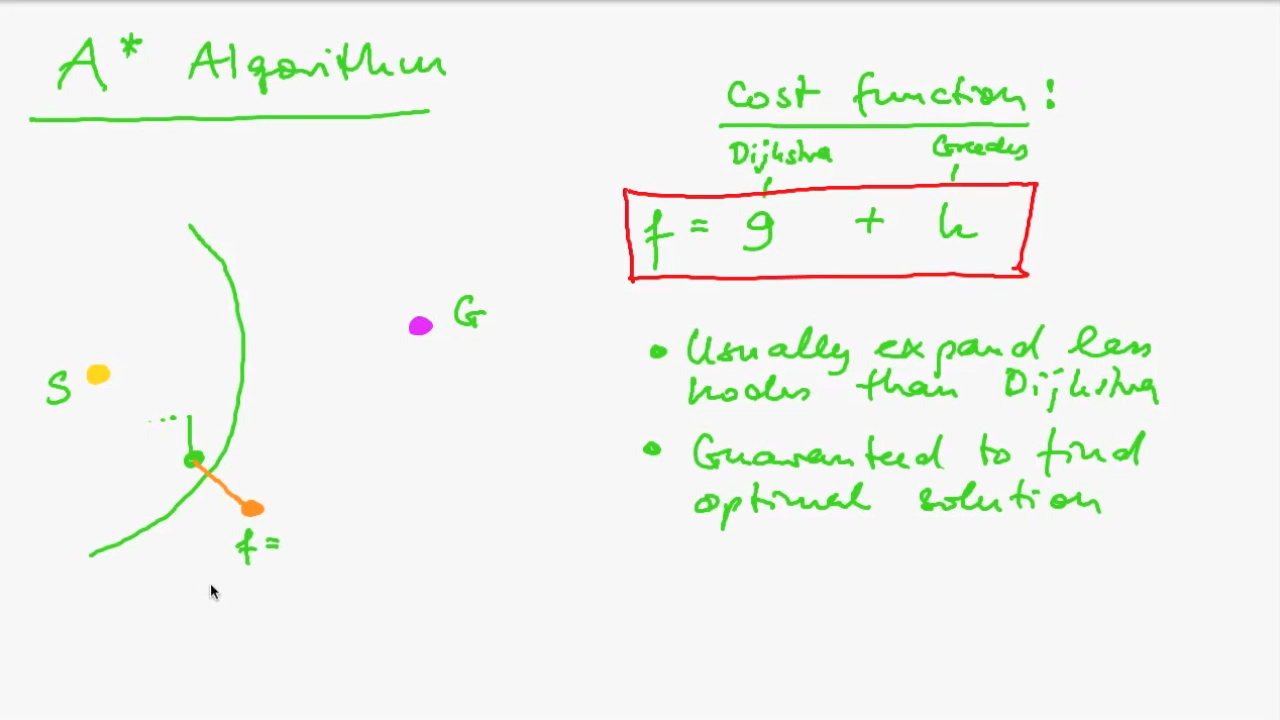 A* Algorithm
Cost function:
Dijkstra Greedy
f = g + h
G
S
f =
• Usually expand less
nodes than Dijkstra
• Guaranteed to find
optimal solution